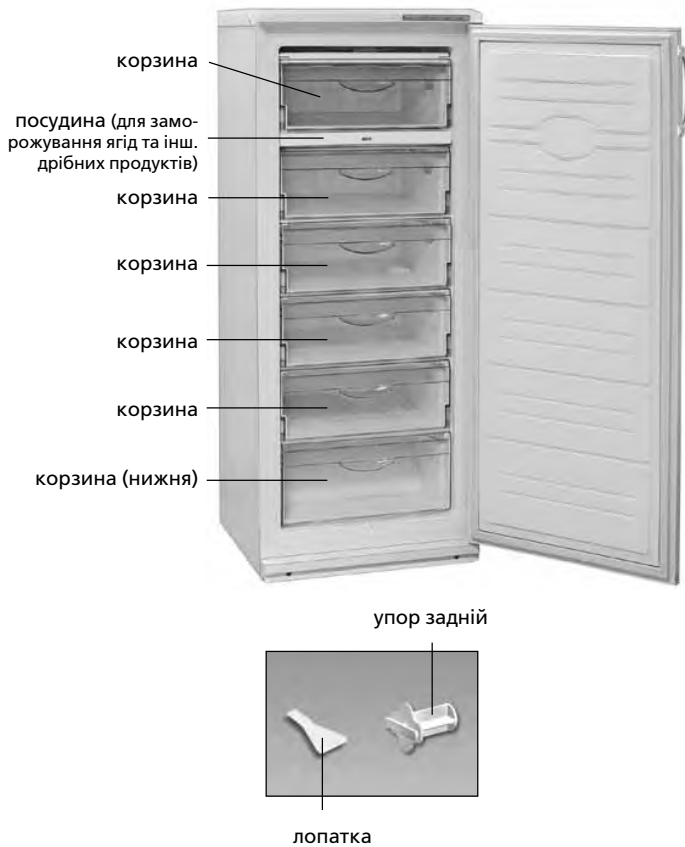 корзина
посудина (для замо-
рожування ягід та інш.
дрібних продуктів)
корзина
корзина
корзина
корзина
корзина (нижня)
упор задній
лопатка